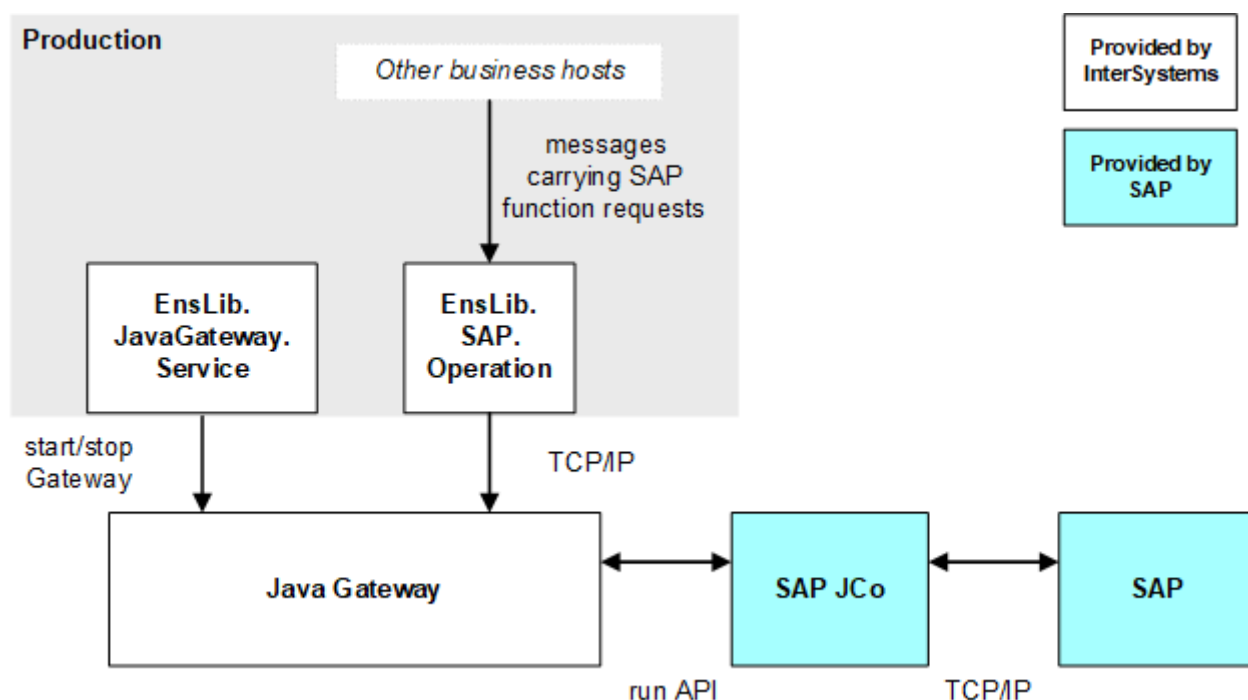 Production
Other business hosts
Provided by
InterSystems
messages
carrying SAP
function requests
Provided by
SAP
EnsLib.
JavaGateway.
Service
EnsLib.
SAP.
Operation
start/stop
Gateway
TCP/IP
Java Gateway
SAP JCo
SAP
run API
TCP/IP